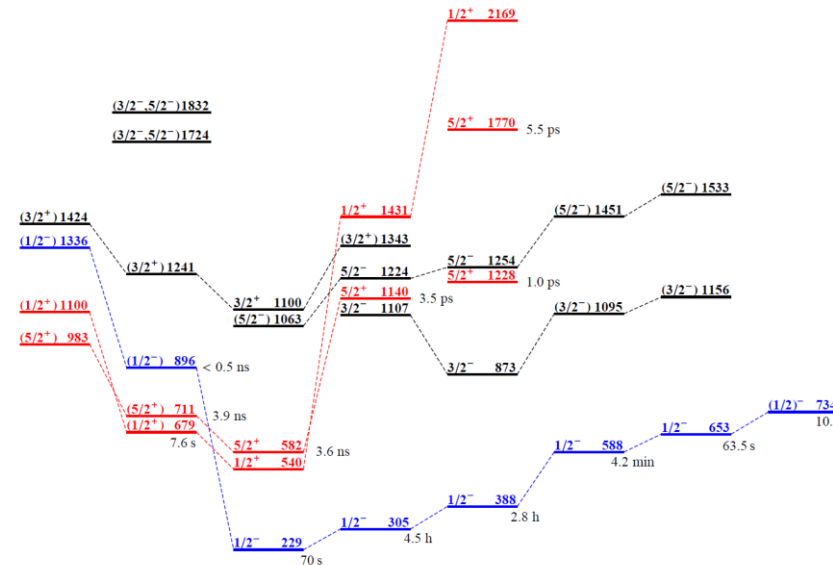 1/2⁺ 2169
(3/2⁻,5/2⁻) 1832
5/2⁺ 1770
5.5 ps
(3/2⁻,5/2⁻) 1724
(5/2⁻) 1533
(3/2⁺) 1424
1/2⁺ 1431
(5/2⁻) 1451
(1/2⁻) 1336
(3/2⁺) 1343
(3/2⁺) 1241
5/2⁻ 1224
5/2⁻ 1254
5/2⁺ 1228
1.0 ps
(1/2⁺) 1100
3/2⁺ 1100
5/2⁺ 1140
3.5 ps
(3/2⁻) 1156
(5/2⁻) 1063
3/2⁻ 1107
(3/2⁻) 1095
(5/2⁺) 983
(1/2⁻) 896
< 0.5 ns
3/2⁻ 873
(5/2⁺) 711
3.9 ns
(1/2)⁻ 734
10.
(1/2⁺) 679
7.6 s
1/2⁻ 653
63.5 s
5/2⁺ 582
3.6 ns
1/2⁻ 588
4.2 min
1/2⁺ 540
1/2⁻ 388
2.8 h
1/2⁻ 305
4.5 h
1/2⁻ 229
70 s